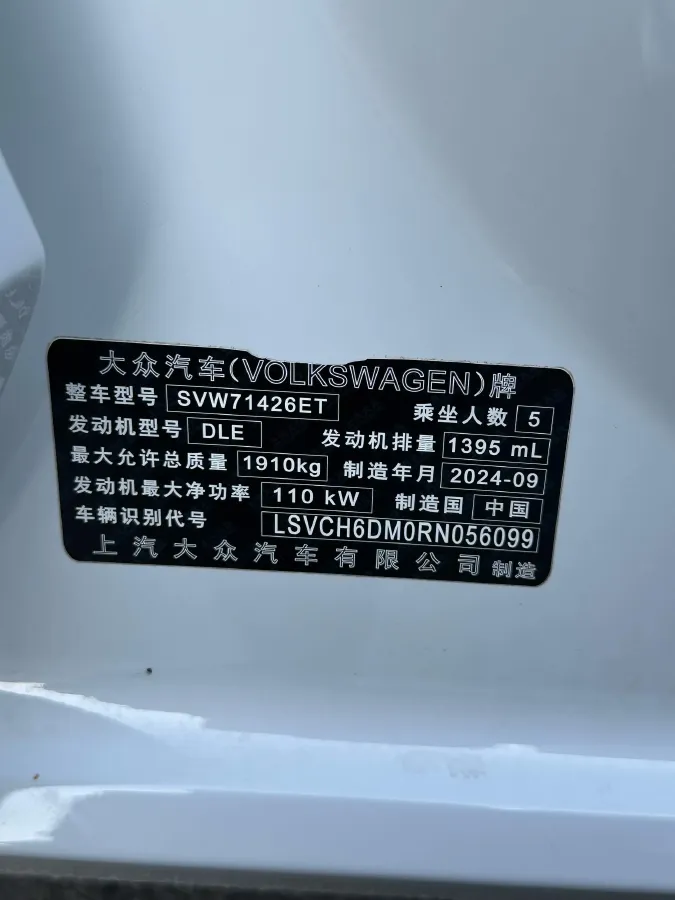 大众汽车(VOLKSWAGEN)牌
整车型号 SVW71426ET 乘坐人数 5
发动机型号 DLE 发动机排量 1395 mL
最大允许总质量 1910kg 制造年月 2024-09
发动机最大净功率 110 kW 制造国 中国
车辆识别代号 LSVCH6DM0RN056099
上汽大众汽车有限公司 制造